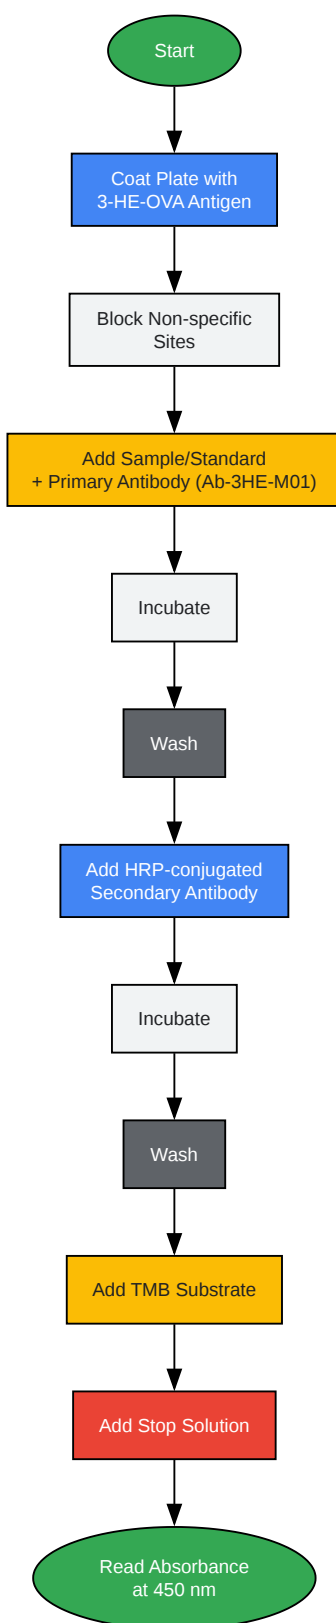 Start
Coat Plate with
3-HE-OVA Antigen
Block Non-specific
Sites
Add Sample/Standard
+ Primary Antibody (Ab-3HE-M01)
Incubate
Wash
Add HRP-conjugated
Secondary Antibody
Incubate
Wash
Add TMB Substrate
Add Stop Solution
Read Absorbance
at 450 nm